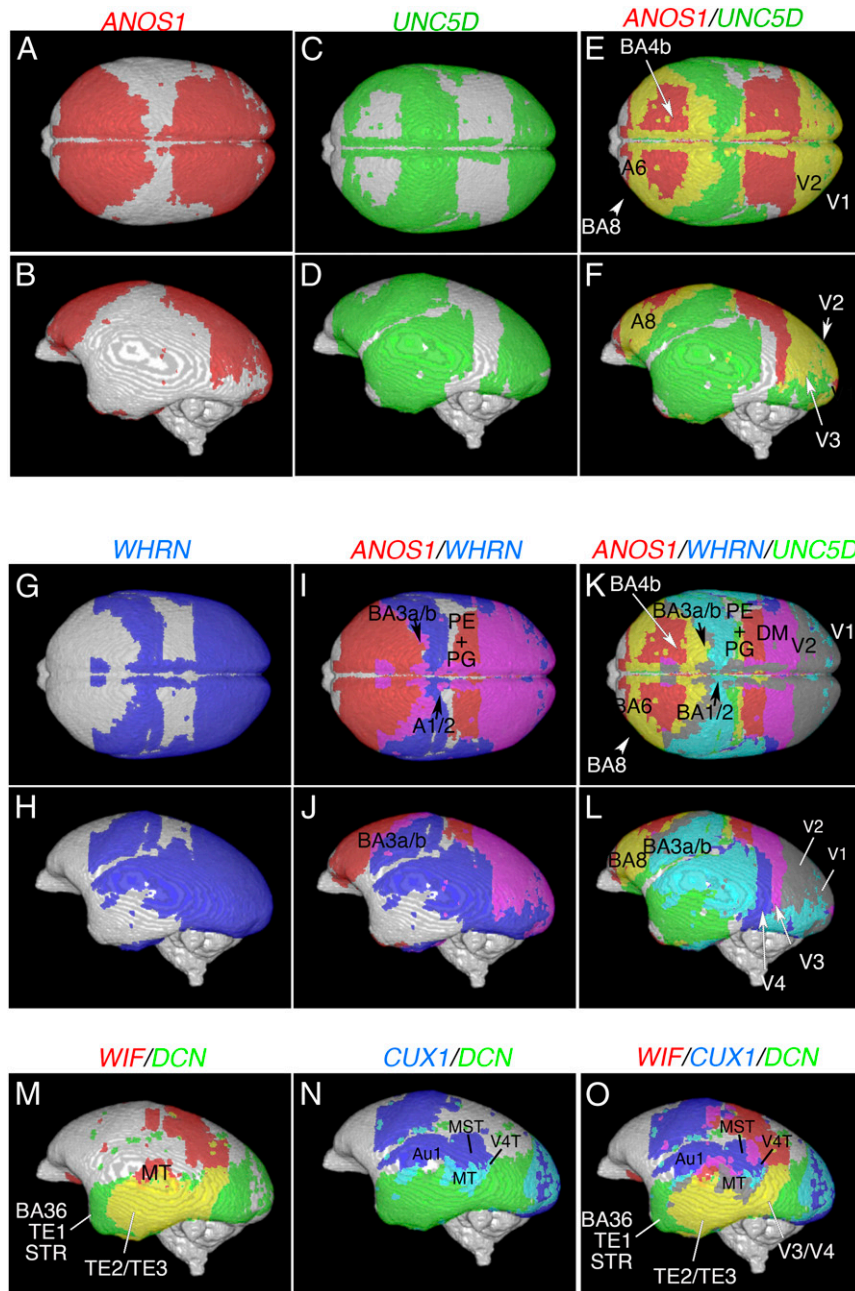 ANOS1
UNC5D
ANOS1/UNC5D
A
C
E
BA4b
A6
V2
V1
BA8
B
D
F
A8
V2
V3
WHRN
ANOS1/WHRN
ANOS1/WHRN/UNC5D
G
I
K
BA3a/b
PE
+
PG
A1/2
BA4b
BA3a/b
PE
+
PG
DM
V2
V1
BA6
BA1/2
BA8
H
J
L
BA3a/b
BA8
BA3a/b
V2
V1
V3
V4
WIF/DCN
CUX1/DCN
WIF/CUX1/DCN
M
N
O
MT
BA36
TE1
STR
TE2/TE3
MST
V4T
Au1
MT
MST
V4T
Au1
MT
BA36
TE1
STR
TE2/TE3
V3/V4